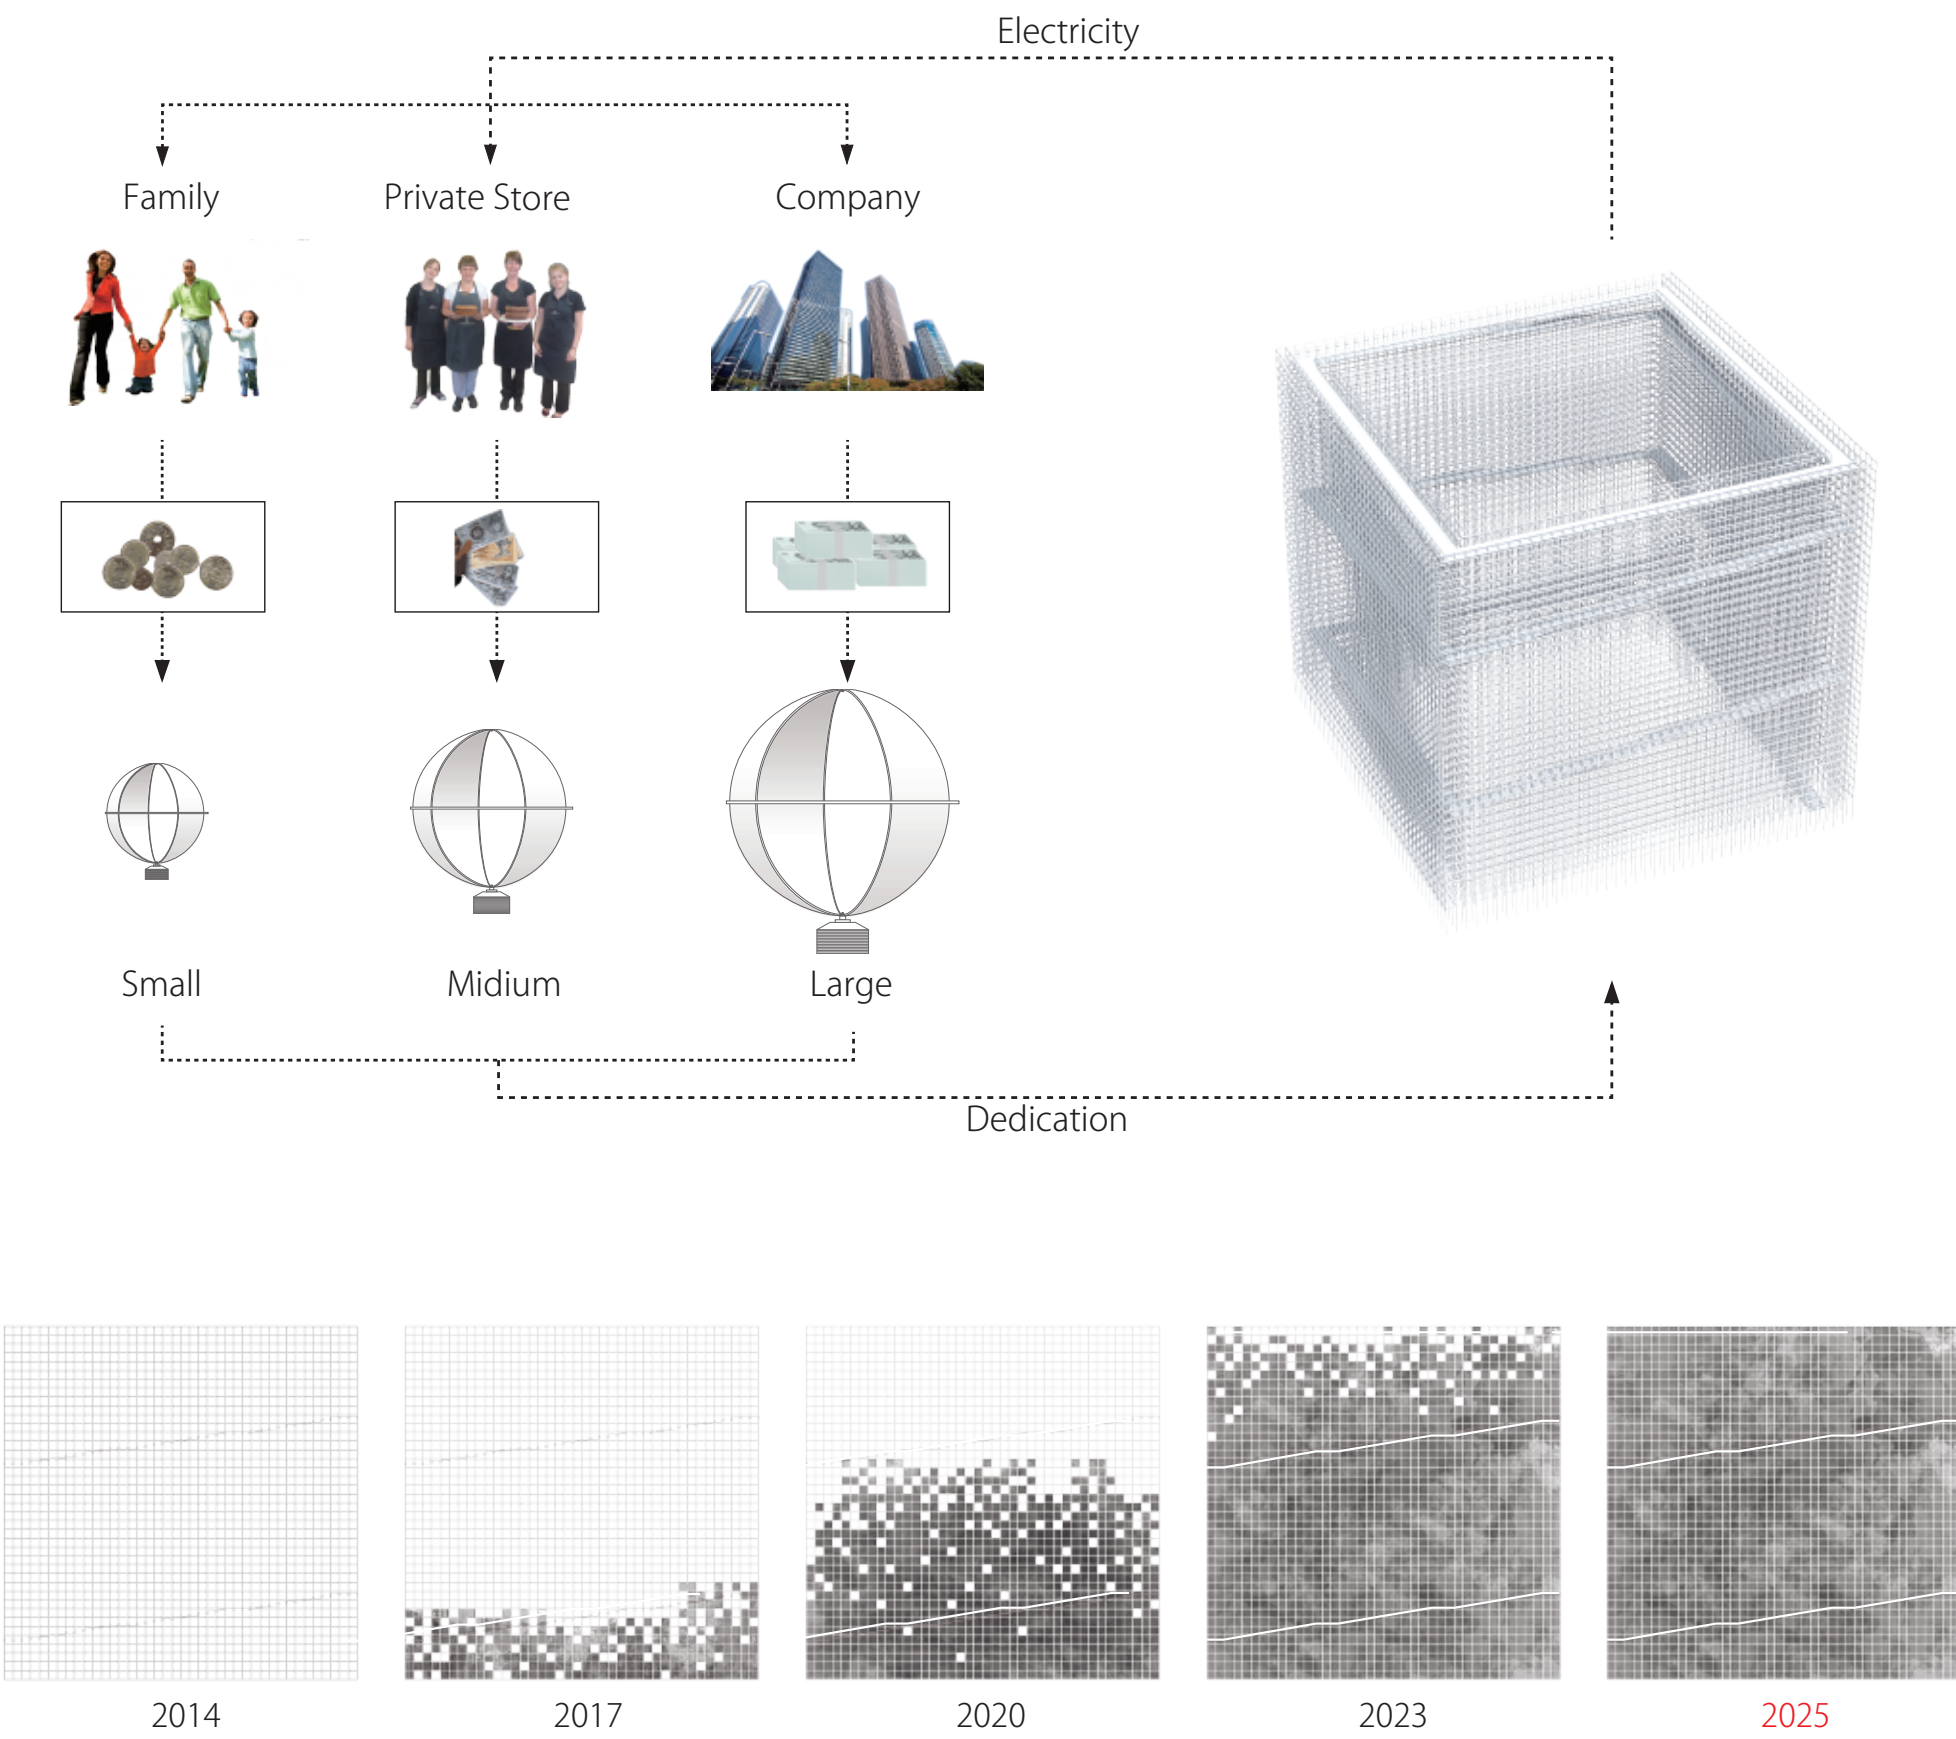 Electricity
Family
Private Store
Company
Small
Midium
Large
Dedication
2014
2017
2020
2023
2025